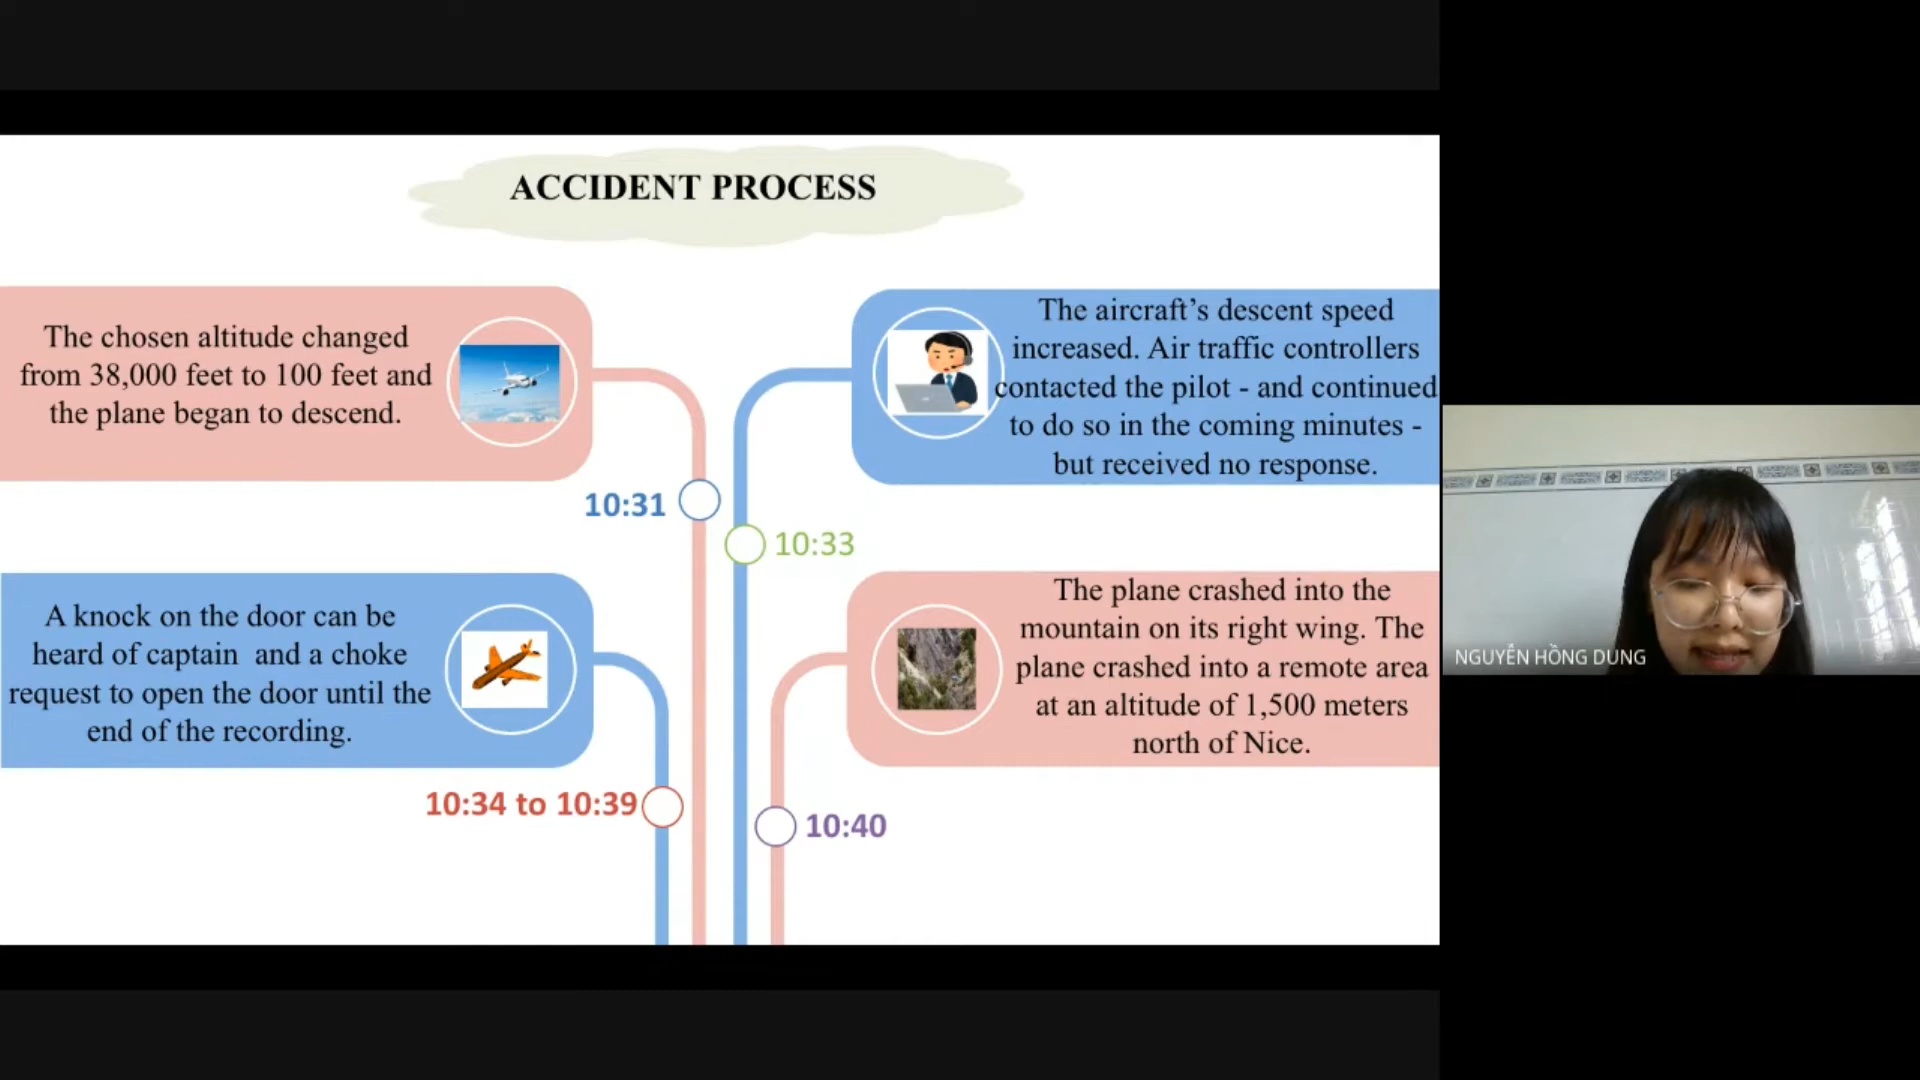 ACCIDENT PROCESS
The chosen altitude changed
from 38,000 feet to 100 feet and
the plane began to descend.
10:31
The aircraft’s descent speed
increased. Air traffic controllers
contacted the pilot - and continued
to do so in the coming minutes -
but received no response.
10:33
A knock on the door can be
heard of captain  and a choke
request to open the door until the
end of the recording.
10:34 to 10:39
The plane crashed into the
mountain on its right wing. The
plane crashed into a remote area
at an altitude of 1,500 meters
north of Nice.
10:40
NGUYỄN HỒNG DUNG